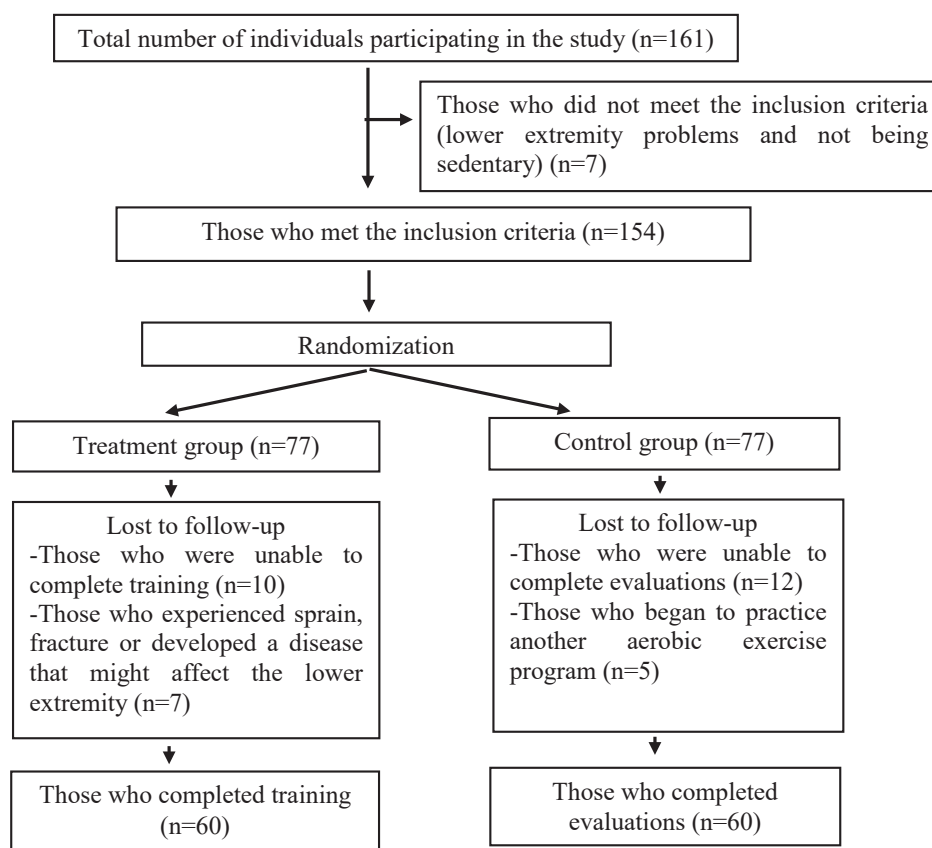 Total number of individuals participating in the study (n=161)
Those who did not meet the inclusion criteria
(lower extremity problems and not being
sedentary) (n=7)
Those who met the inclusion criteria (n=154)
Randomization
Treatment group (n=77)
Control group (n=77)
Lost to follow-up
-Those who were unable to
complete training (n=10)
-Those who experienced sprain,
fracture or developed a disease
that might affect the lower
extremity (n=7)
Lost to follow-up
-Those who were unable to
complete evaluations (n=12)
-Those who began to practice
another aerobic exercise
program (n=5)
Those who completed training
(n=60)
Those who completed
evaluations (n=60)